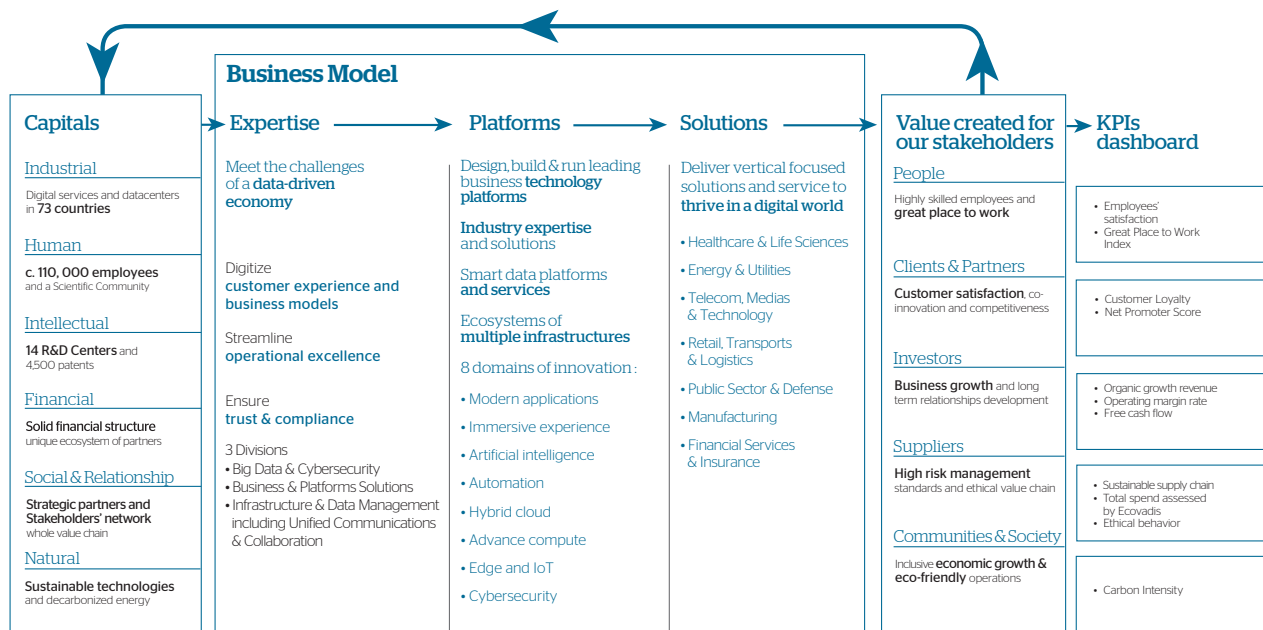 Business Model
Capitals
Industrial
Digital services and datacenters
in 73 countries
Human
c. 110, 000 employees
and a Scientific Community
Intellectual
14 R&D Centers and
4,500 patents
Financial
Solid financial structure
unique ecosystem of partners
Social & Relationship
Strategic partners and
Stakeholders' network
whole value chain
Natural
Sustainable technologies
and decarbonized energy
Expertise
Meet the challenges
of a data-driven
economy
Digitize
customer experience and
business models
Streamline
operational excellence
Ensure
trust & compliance
3 Divisions
• Big Data & Cybersecurity
• Business & Platforms Solutions
• Infrastructure & Data Management
including Unified Communications
& Collaboration
Platforms
Design, build & run leading
business technology
platforms
Industry expertise
and solutions
Smart data platforms
and services
Ecosystems of
multiple infrastructures
8 domains of innovation :
• Modern applications
• Immersive experience
• Artificial intelligence
• Automation
• Hybrid cloud
• Advance compute
• Edge and IoT
• Cybersecurity
Solutions
Deliver vertical focused
solutions and service to
thrive in a digital world
• Healthcare & Life Sciences
• Energy & Utilities
• Telecom, Medias
& Technology
• Retail, Transports
& Logistics
• Public Sector & Defense
• Manufacturing
• Financial Services
& Insurance
Value created for
our stakeholders
People
Highly skilled employees and
great place to work
Clients & Partners
Customer satisfaction, co-
innovation and competitiveness
Investors
Business growth and long
term relationships development
Suppliers
High risk management
standards and ethical value chain
Communities & Society
Inclusive economic growth &
eco-friendly operations
KPIs
dashboard
• Employees'
satisfaction
• Great Place to Work
Index
• Customer Loyalty
• Net Promoter Score
• Organic growth revenue
• Operating margin rate
• Free cash flow
• Sustainable supply chain
• Total spend assessed
by Ecovadis
• Ethical behavior
• Carbon Intensity